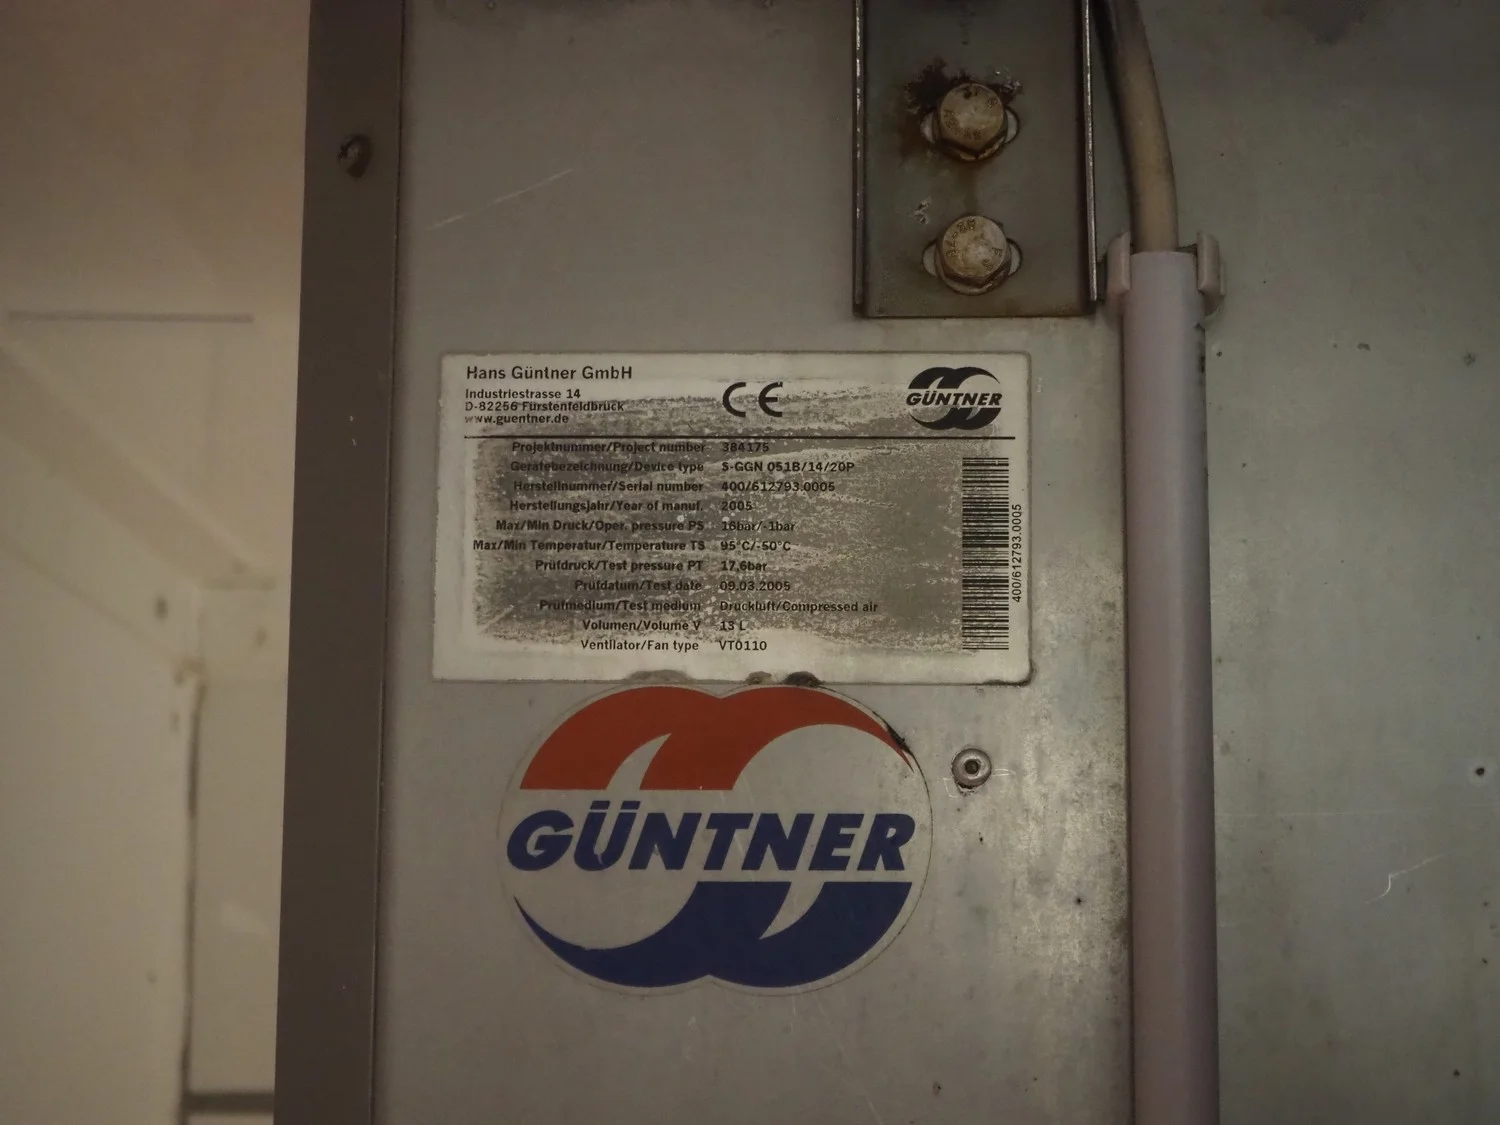 Hans Güntner GmbH
Industriestrasse 14
D-82256 Fürstenfeldbruck
www.guentner.de
CE
GÜNTNER
Projektnummer/Project number 384175
Gerätebezeichnung/Device type S-GGN 051B/14/20P
Herstellnummer/Serial number 400/612793.0005
Herstellungsjahr/Year of manuf. 2005
Max/Min Druck/Oper. pressure PS 16bar/-1bar
Max/Min Temperatur/Temperature TS 95°C/-50°C
Prüfdruck/Test pressure PT 17,6bar
Prüfdatum/Test date 09.03.2005
Prüfmedium/Test medium Druckluft/Compressed air
Volumen/Volume V 13 L
Ventilator/Fan type VT0110
400/612793.0005
GÜNTNER